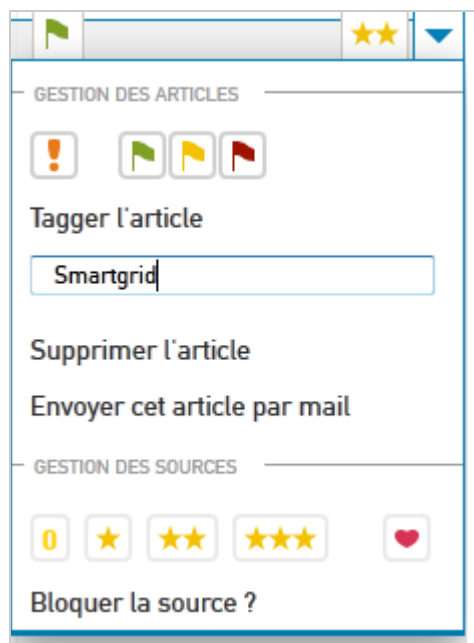 GESTION DES ARTICLES
Tagger l'article
Smartgrid
Supprimer l'article
Envoyer cet article par mail
GESTION DES SOURCES
0
Bloquer la source ?